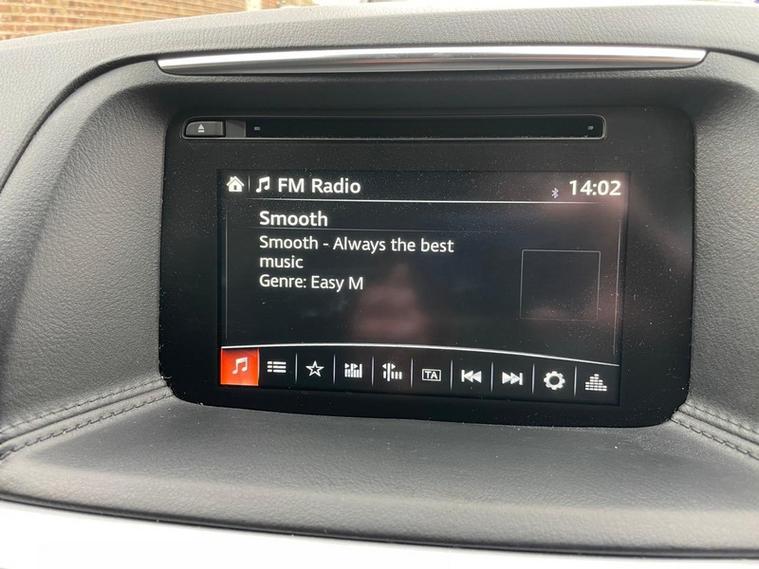 FM Radio
14:02
Smooth
Smooth - Always the best
music
Genre: Easy M
TA